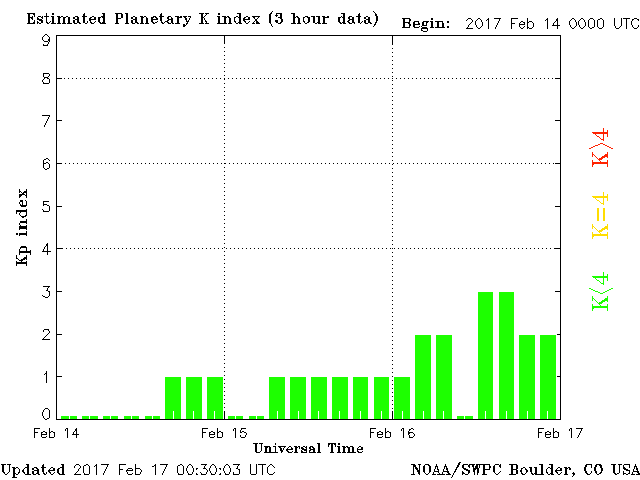 Estimated Planetary K index (3 hour data) Begin: 2017 Feb 14 0000 UTC
9
8
7
6
5
4
3
2
1
0
Kp index
K>4
K=4
K<4
Feb 14 Feb 15 Feb 16 Feb 17
Universal Time
Updated 2017 Feb 17 00:30:03 UTC NOAA/SWPC Boulder, CO USA